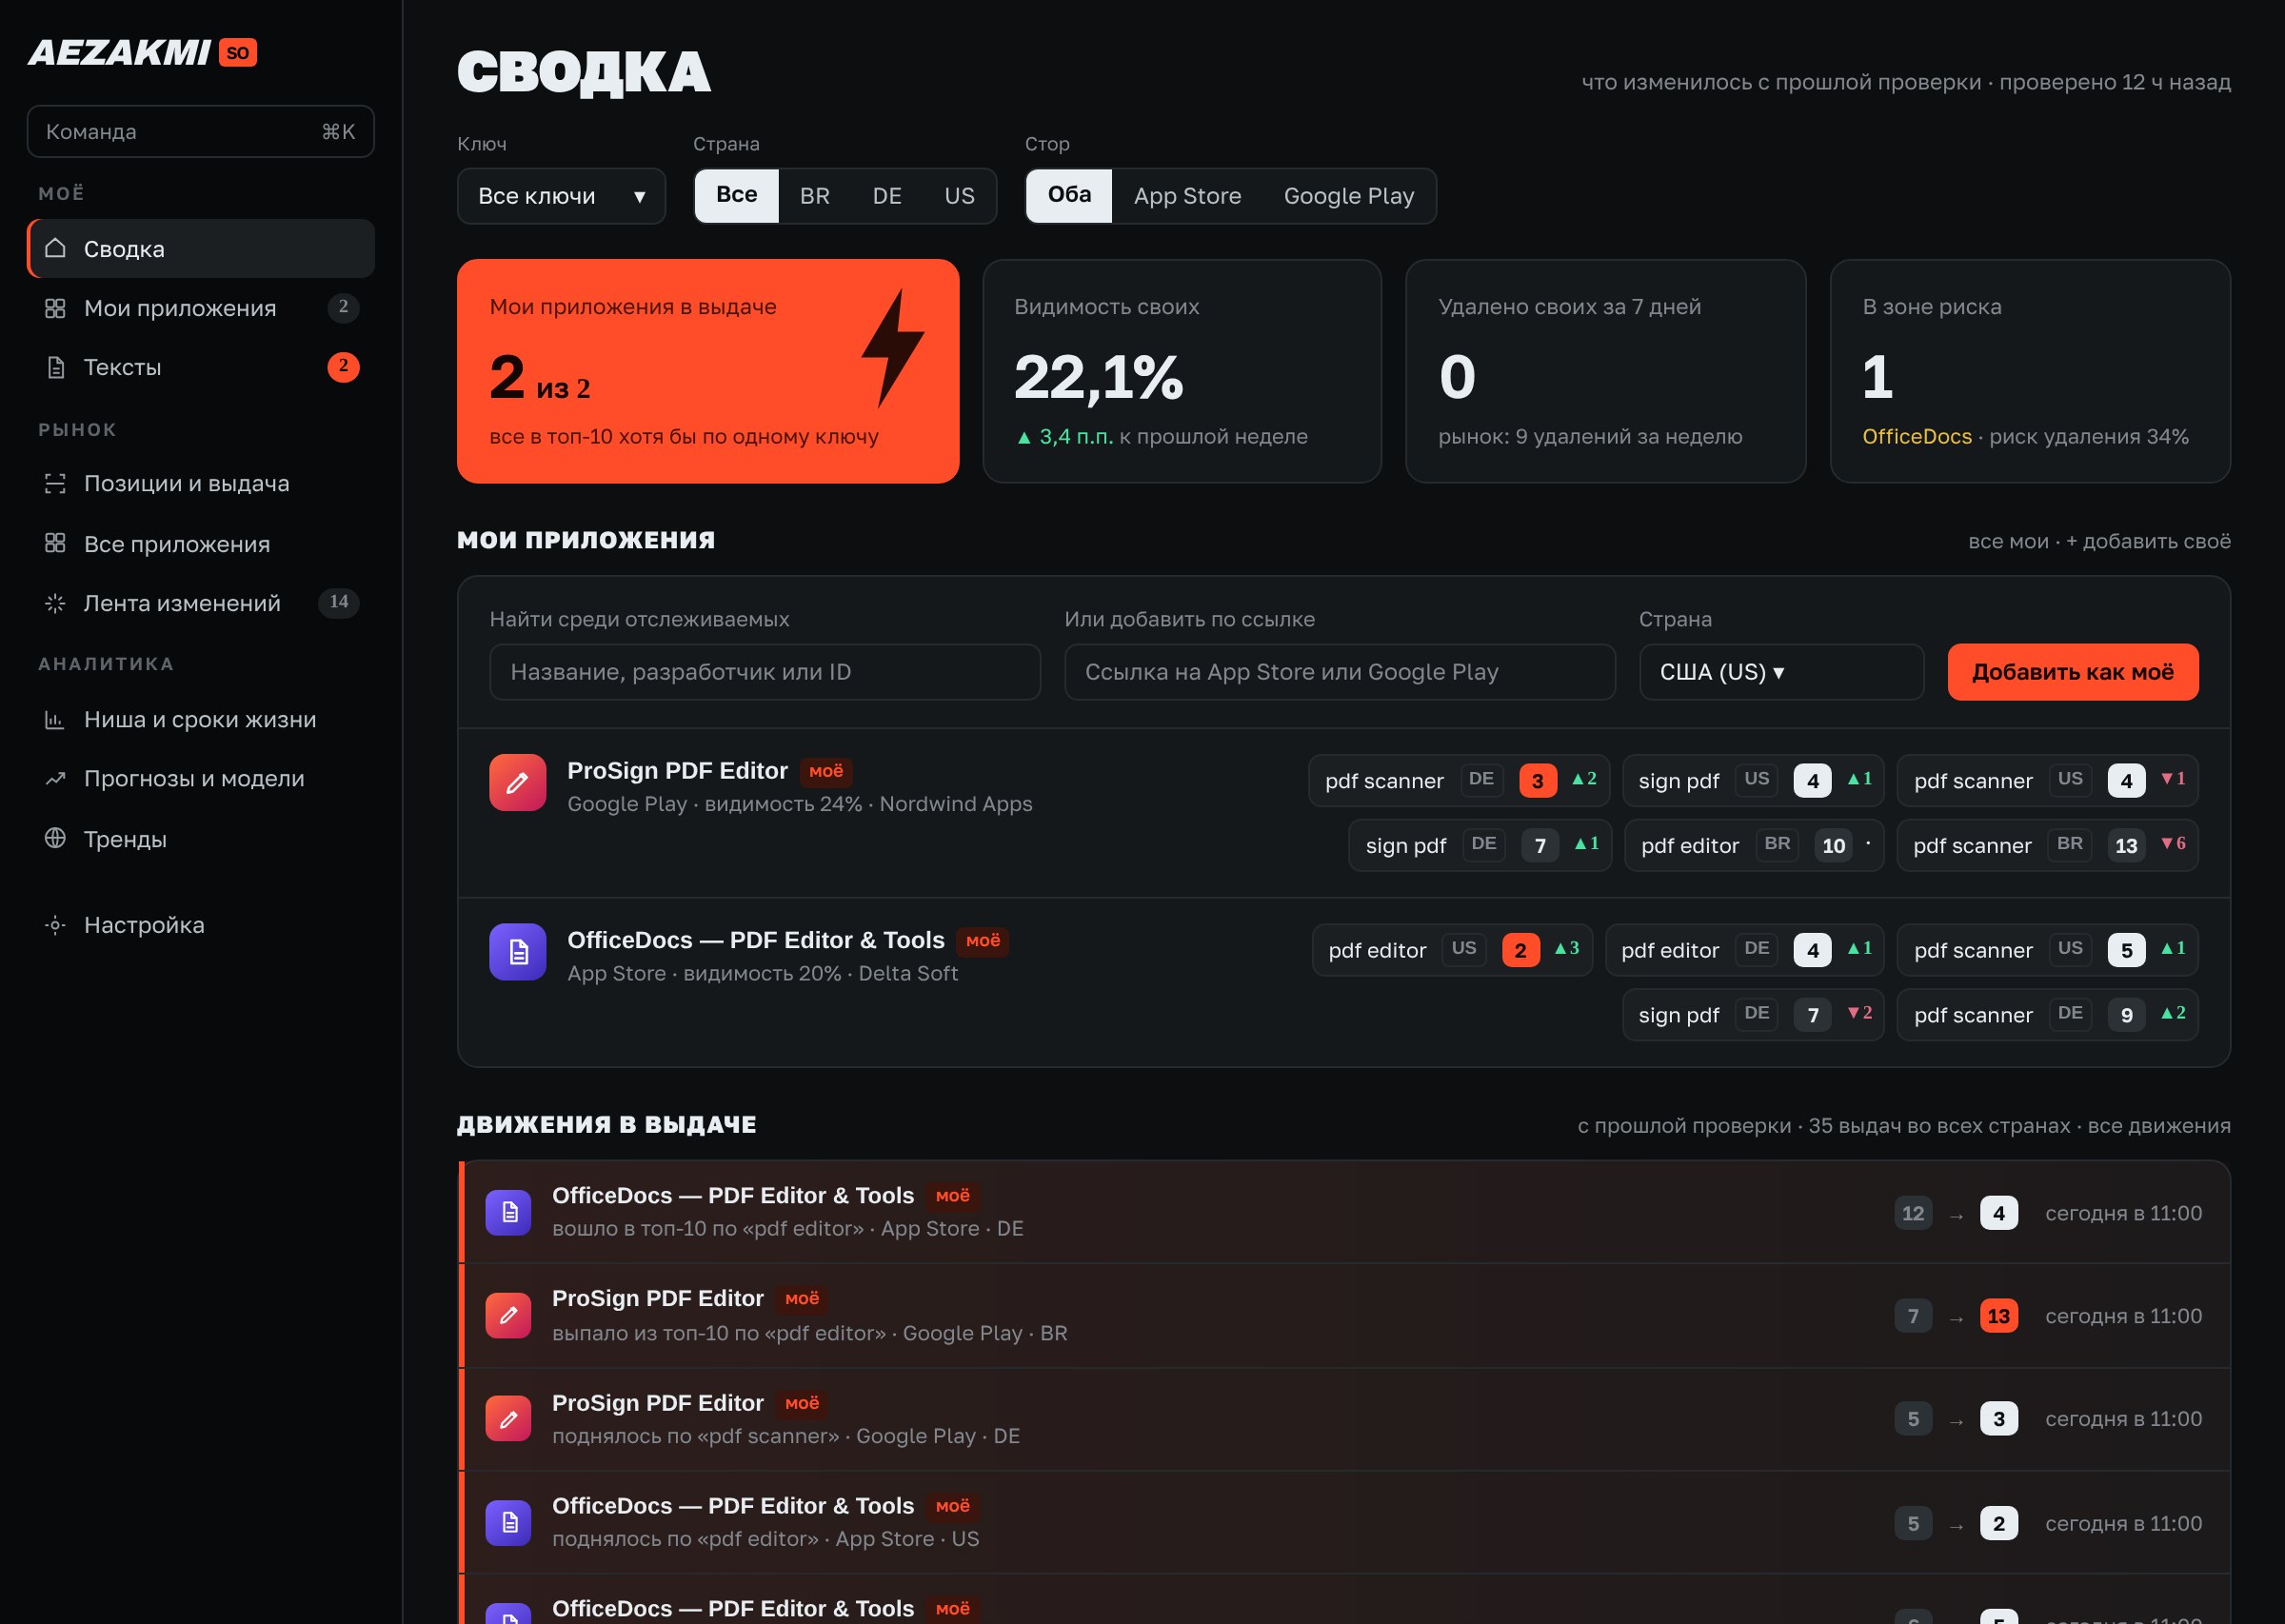 AEZAKMI SO
Команда ⌘K
МОЁ
Сводка
Мои приложения 2
Тексты 2
РЫНОК
Позиции и выдача
Все приложения
Лента изменений 14
АНАЛИТИКА
Ниша и сроки жизни
Прогнозы и модели
Тренды
Настройка
СВОДКА
что изменилось с прошлой проверки · проверено 12 ч назад
Ключ Страна Стор
Все ключи ▾ Все BR DE US Оба App Store Google Play
Мои приложения в выдаче
2 из 2
все в топ-10 хотя бы по одному ключу
Видимость своих
22,1%
▲ 3,4 п.п. к прошлой неделе
Удалено своих за 7 дней
0
рынок: 9 удалений за неделю
В зоне риска
1
OfficeDocs · риск удаления 34%
МОИ ПРИЛОЖЕНИЯ
все мои · + добавить своё
Найти среди отслеживаемых Или добавить по ссылке Страна
Название, разработчик или ID Ссылка на App Store или Google Play США (US) ▾ Добавить как моё
ProSign PDF Editor моё
Google Play · видимость 24% · Nordwind Apps
pdf scanner DE 3 ▲2 sign pdf US 4 ▲1 pdf scanner US 4 ▼1
sign pdf DE 7 ▲1 pdf editor BR 10 · pdf scanner BR 13 ▼6
OfficeDocs — PDF Editor & Tools моё
App Store · видимость 20% · Delta Soft
pdf editor US 2 ▲3 pdf editor DE 4 ▲1 pdf scanner US 5 ▲1
sign pdf DE 7 ▼2 pdf scanner DE 9 ▲2
ДВИЖЕНИЯ В ВЫДАЧЕ
с прошлой проверки · 35 выдач во всех странах · все движения
OfficeDocs — PDF Editor & Tools моё
вошло в топ-10 по «pdf editor» · App Store · DE
12 → 4 сегодня в 11:00
ProSign PDF Editor моё
выпало из топ-10 по «pdf editor» · Google Play · BR
7 → 13 сегодня в 11:00
ProSign PDF Editor моё
поднялось по «pdf scanner» · Google Play · DE
5 → 3 сегодня в 11:00
OfficeDocs — PDF Editor & Tools моё
поднялось по «pdf editor» · App Store · US
5 → 2 сегодня в 11:00
OfficeDocs — PDF Editor & Tools моё